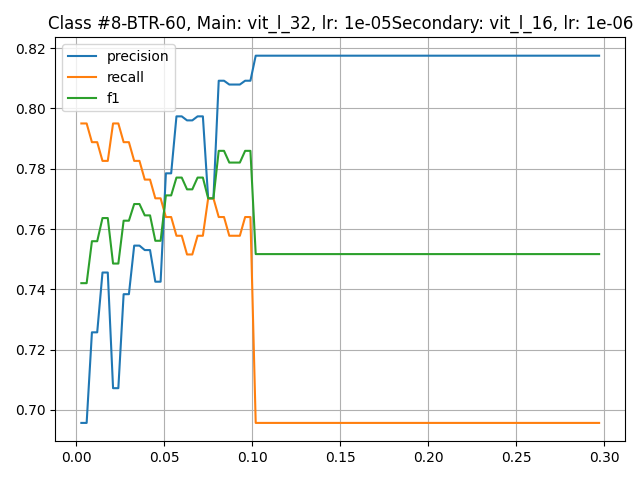 Class #8-BTR-60, Main: vit_l_32, lr: 1e-05Secondary: vit_l_16, lr: 1e-06
precision
recall
f1
0.82
0.80
0.78
0.76
0.74
0.72
0.70
0.00 0.05 0.10 0.15 0.20 0.25 0.30